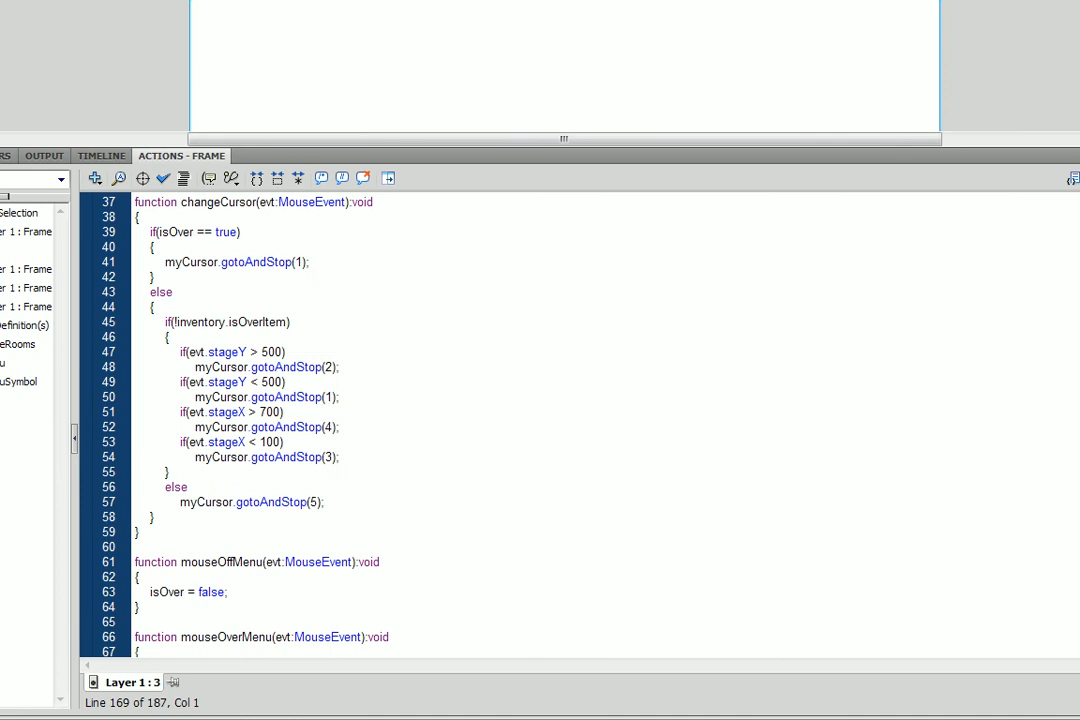 RS OUTPUT TIMELINE ACTIONS - FRAME
Selection
er 1 : Frame
er 1 : Frame
er 1 : Frame
er 1 : Frame
efinition(s)
eRooms
u
uSymbol
37 function changeCursor(evt:MouseEvent):void
38 {
39 if(isOver == true)
40 {
41 myCursor.gotoAndStop(1);
42 }
43 else
44 {
45 if(!inventory.isOverItem)
46 {
47 if(evt.stageY > 500)
48 myCursor.gotoAndStop(2);
49 if(evt.stageY < 500)
50 myCursor.gotoAndStop(1);
51 if(evt.stageX > 700)
52 myCursor.gotoAndStop(4);
53 if(evt.stageX < 100)
54 myCursor.gotoAndStop(3);
55 }
56 else
57 myCursor.gotoAndStop(5);
58 }
59 }
60
61 function mouseOffMenu(evt:MouseEvent):void
62 {
63 isOver = false;
64 }
65
66 function mouseOverMenu(evt:MouseEvent):void
67 {
Layer 1 : 3
Line 169 of 187, Col 1